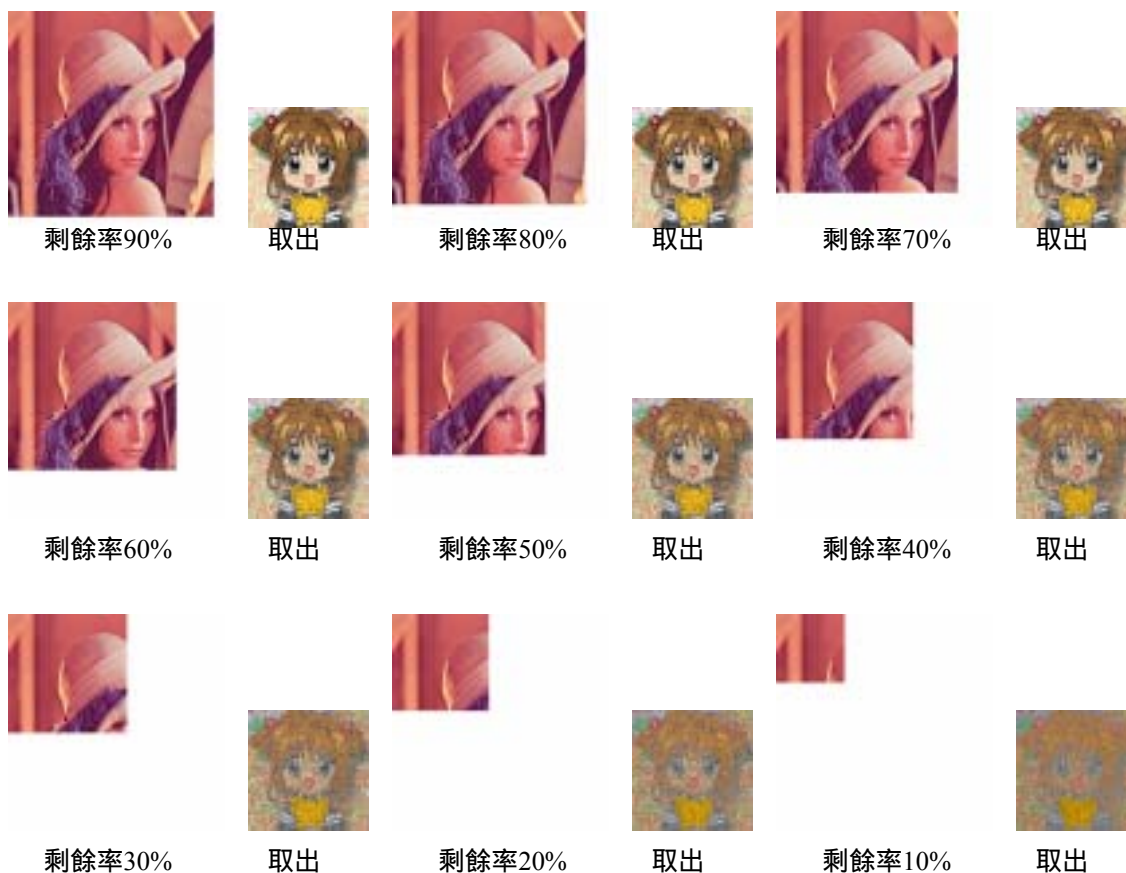 剩餘率90% 取出 剩餘率80% 取出 剩餘率70% 取出
剩餘率60% 取出 剩餘率50% 取出 剩餘率40% 取出
剩餘率30% 取出 剩餘率20% 取出 剩餘率10% 取出